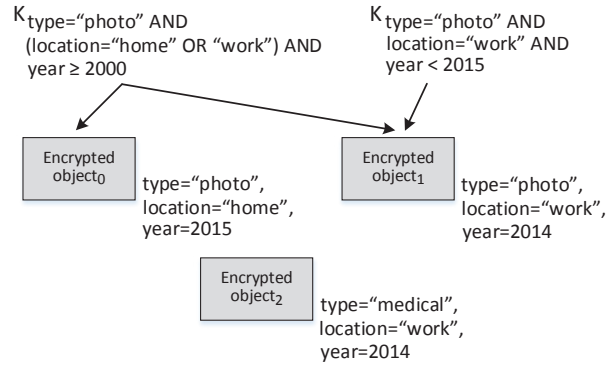 K type="photo" AND
(location="home" OR "work") AND
year ≥ 2000
K type="photo" AND
location="work" AND
year < 2015
Encrypted
object0
type="photo",
location="home",
year=2015
Encrypted
object1
type="photo",
location="work",
year=2014
Encrypted
object2
type="medical",
location="work",
year=2014